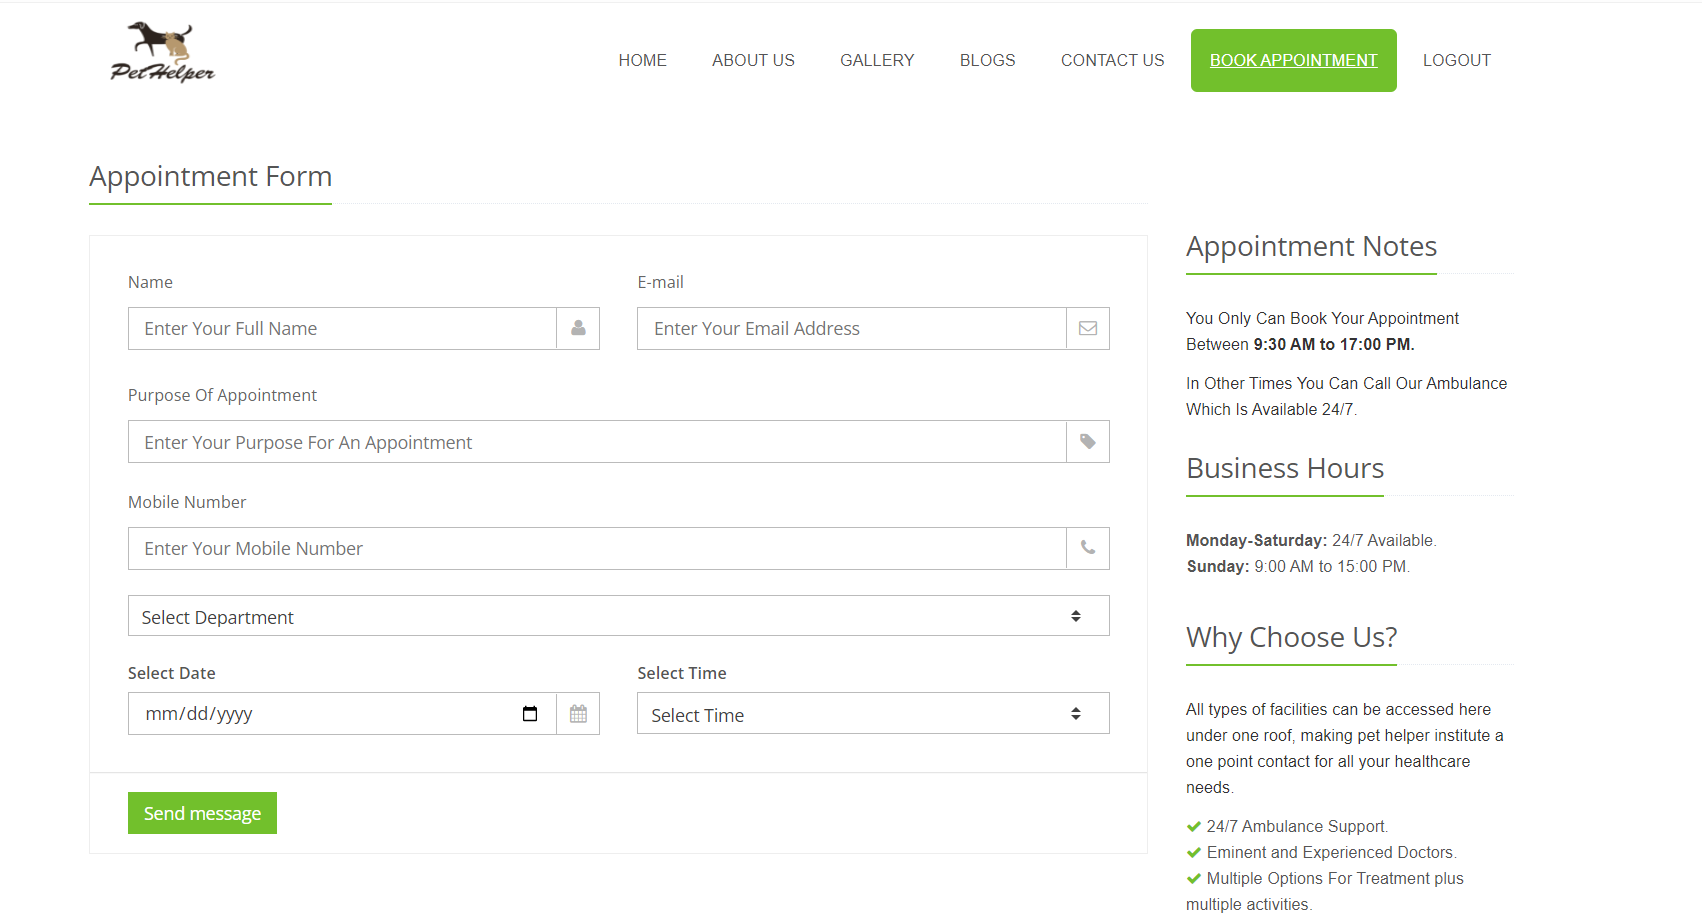 PetHelper
HOME ABOUT US GALLERY BLOGS CONTACT US BOOK APPOINTMENT LOGOUT
Appointment Form
Name
Enter Your Full Name
E-mail
Enter Your Email Address
Purpose Of Appointment
Enter Your Purpose For An Appointment
Mobile Number
Enter Your Mobile Number
Select Department
Select Date
mm/dd/yyyy
Select Time
Select Time
Send message
Appointment Notes
You Only Can Book Your Appointment
Between 9:30 AM to 17:00 PM.
In Other Times You Can Call Our Ambulance
Which Is Available 24/7.
Business Hours
Monday-Saturday: 24/7 Available.
Sunday: 9:00 AM to 15:00 PM.
Why Choose Us?
All types of facilities can be accessed here
under one roof, making pet helper institute a
one point contact for all your healthcare
needs.
24/7 Ambulance Support.
Eminent and Experienced Doctors.
Multiple Options For Treatment plus
multiple activities.